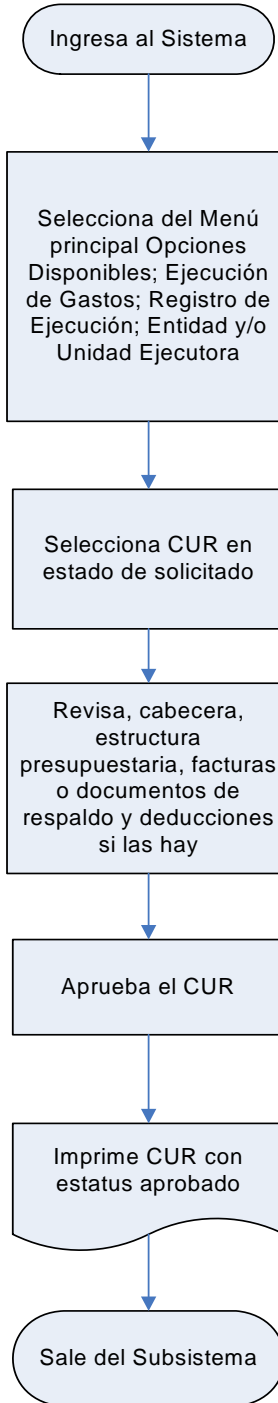 Ingresa al Sistema
Selecciona del Menú
principal Opciones
Disponibles; Ejecución
de Gastos; Registro de
Ejecución; Entidad y/o
Unidad Ejecutora
Selecciona CUR en
estado de solicitado
Revisa, cabecera,
estructura
presupuestaria, facturas
o documentos de
respaldo y deducciones
si las hay
Aprueba el CUR
Imprime CUR con
estatus aprobado
Sale del Subsistema